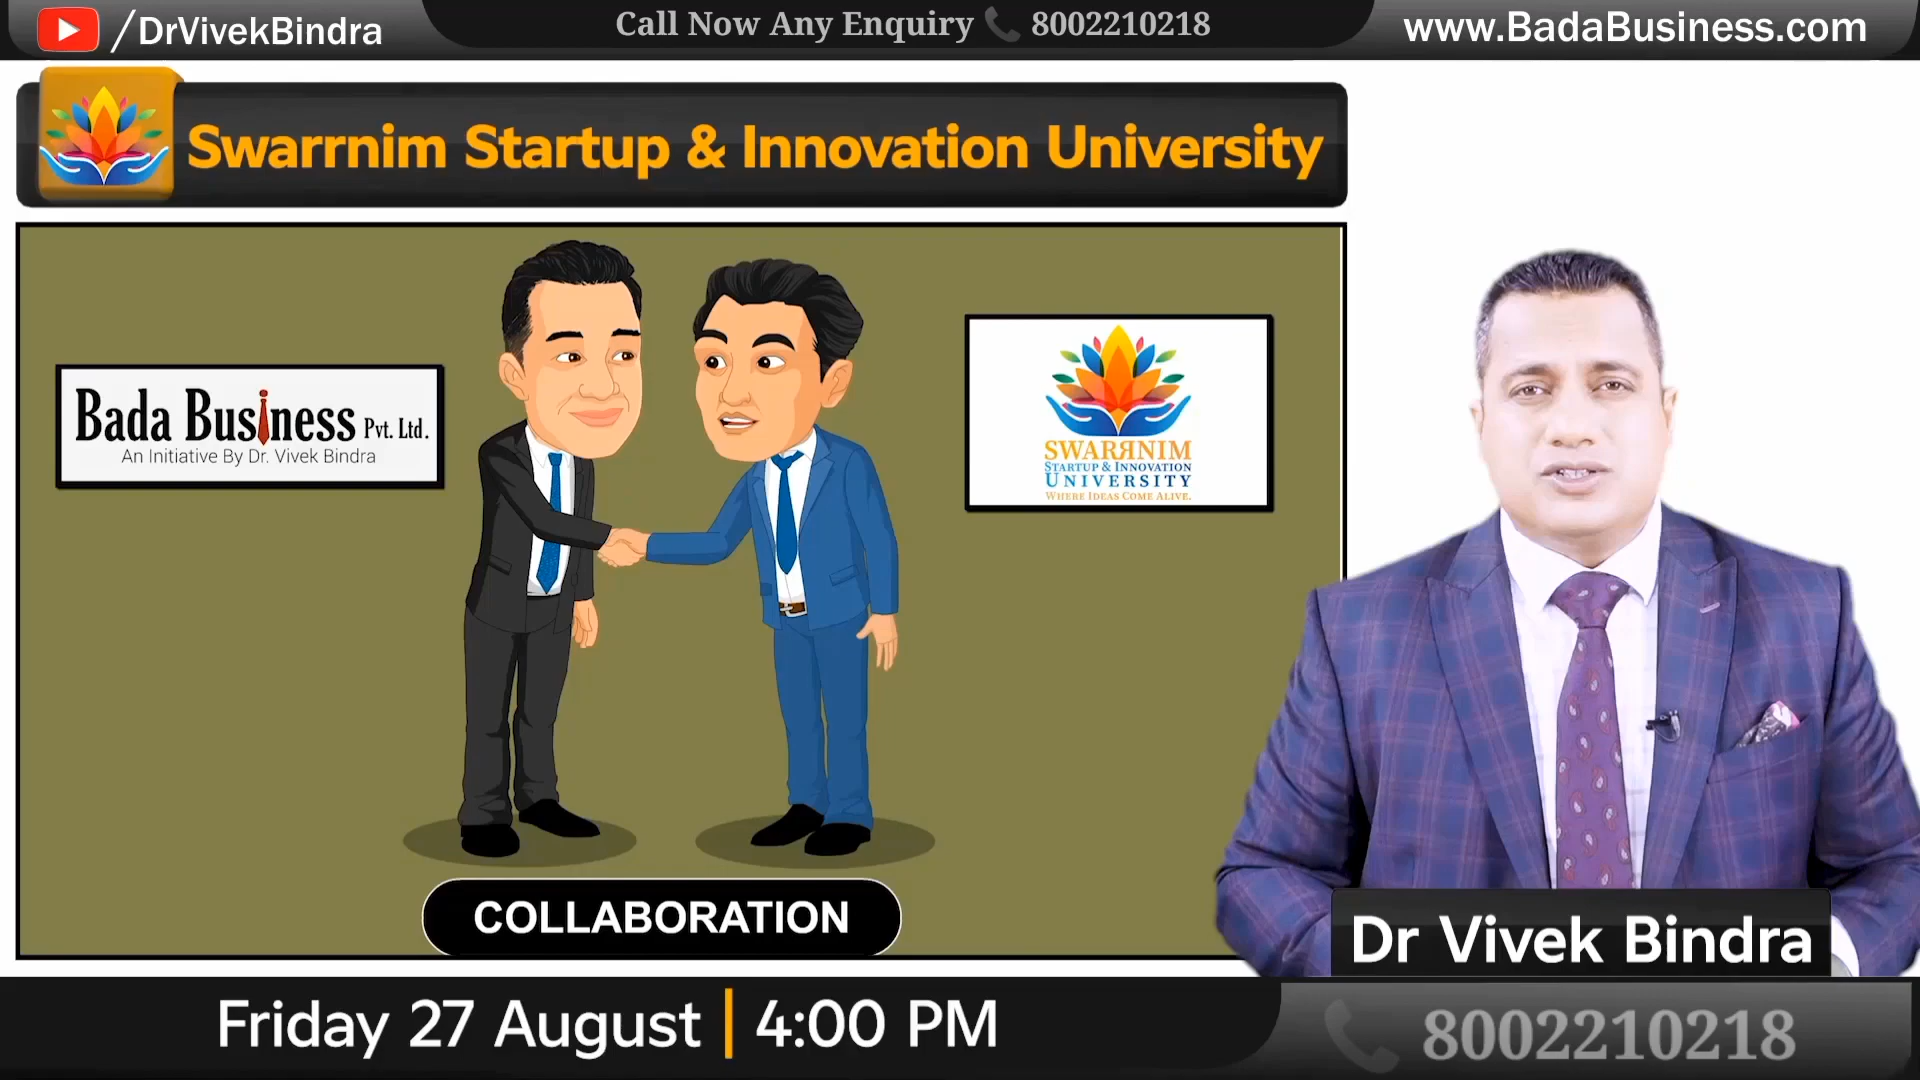 /DrVivekBindra
Call Now Any Enquiry 8002210218
www.BadaBusiness.com
Swarrnim Startup & Innovation University
Bada Business Pvt. Ltd.
An Initiative By Dr. Vivek Bindra
SWARЯNIM
STARTUP & INNOVATION
UNIVERSITY
WHERE IDEAS COME ALIVE.
COLLABORATION
Dr Vivek Bindra
Friday 27 August | 4:00 PM
8002210218